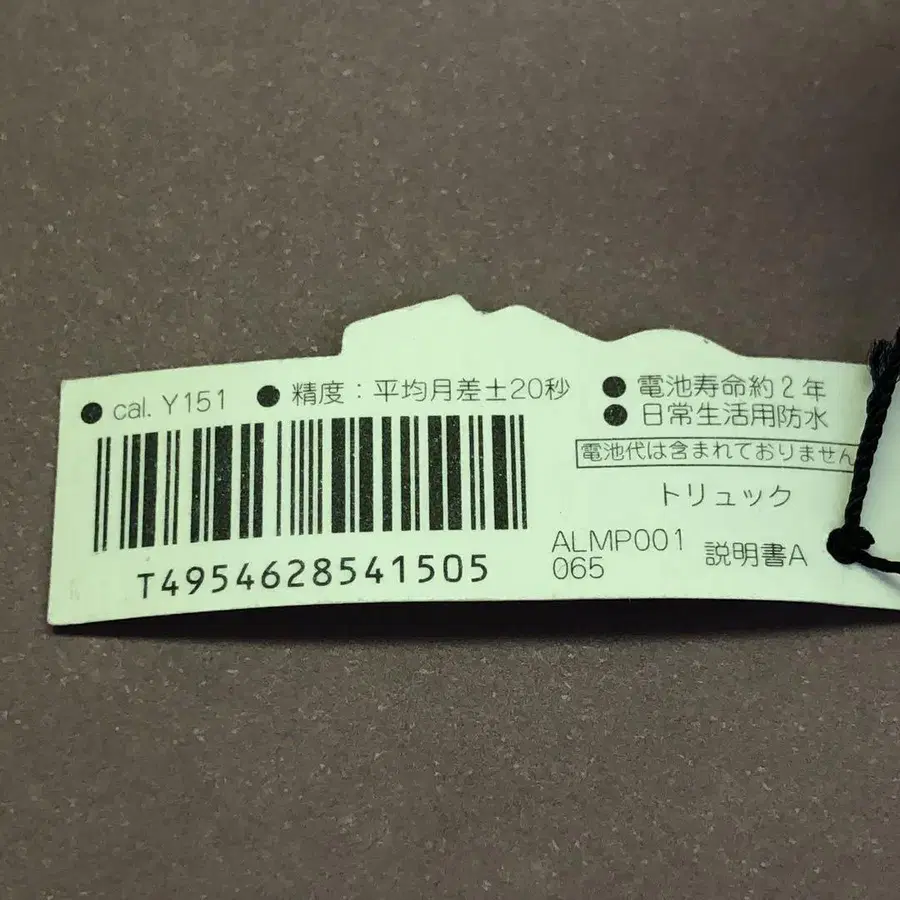 ● cal. Y151 ● 精度：平均月差±20秒
● 電池寿命約2年
● 日常生活用防水
電池代は含まれておりません
トリュック
T4954628541505
ALMP001
065
説明書A